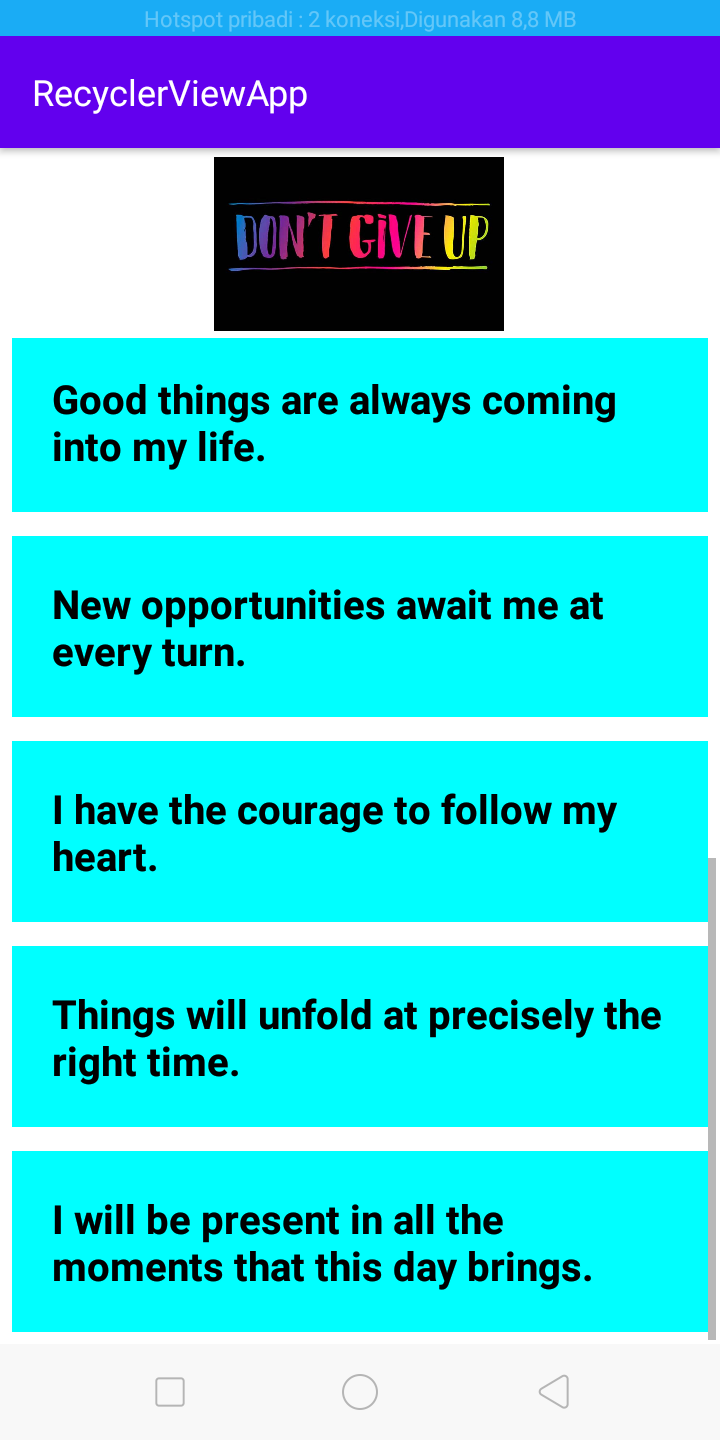 Hotspot pribadi : 2 koneksi,Digunakan 8,8 MB
RecyclerViewApp
DON'T GIVE UP
Good things are always coming
into my life.
New opportunities await me at
every turn.
I have the courage to follow my
heart.
Things will unfold at precisely the
right time.
I will be present in all the
moments that this day brings.